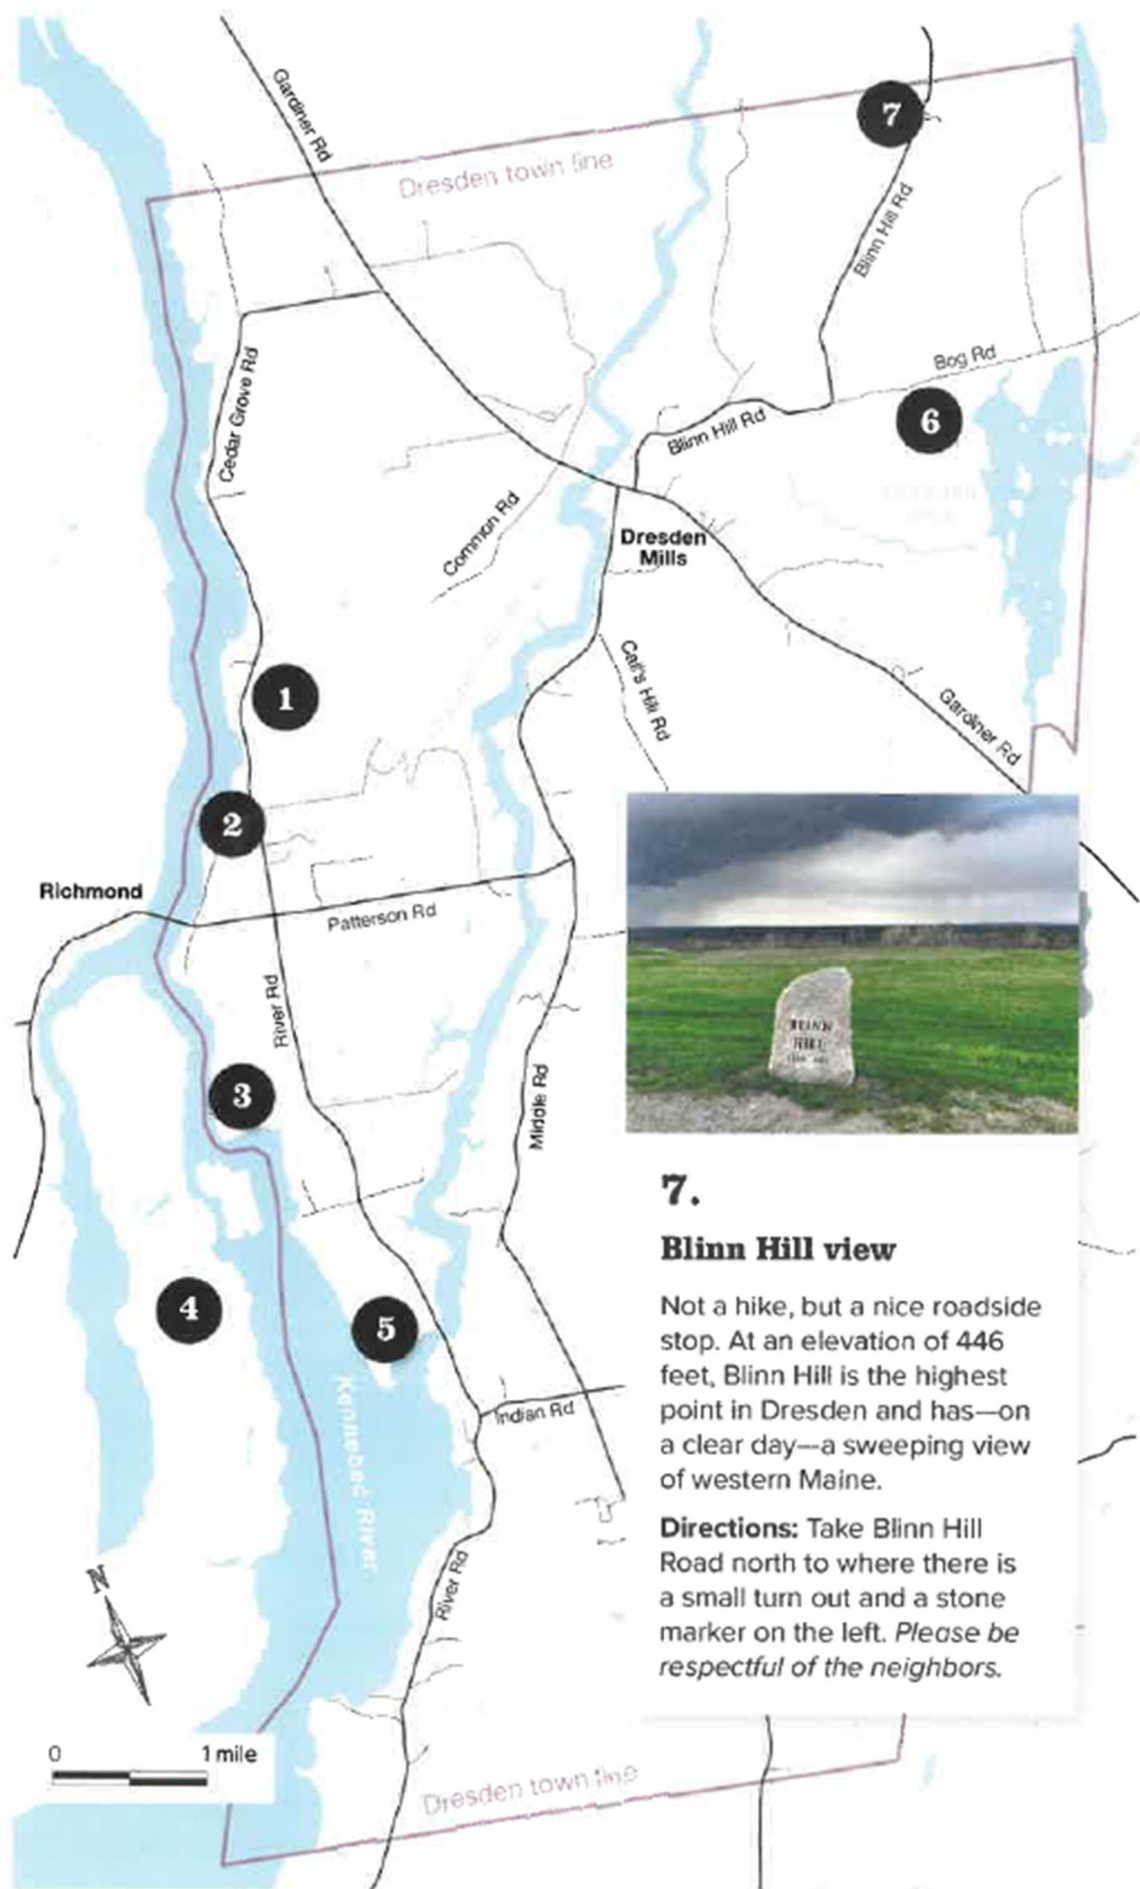 Gardiner Rd
7
Dresden town line
Blinn Hill Rd
Bog Rd
Cedar Grove Rd
6
Blinn Hill Rd
Common Rd
Dresden
Mills
Call's Hill Rd
1
Gardiner Rd
2
Richmond
Patterson Rd
River Rd
BLINN
HILL
3
Middle Rd
7.
Blinn Hill view
4
5
Not a hike, but a nice roadside
stop. At an elevation of 446
feet, Blinn Hill is the highest
point in Dresden and has—on
a clear day—a sweeping view
of western Maine.
Kennebec River
Indian Rd
Directions: Take Blinn Hill
Road north to where there is
a small turn out and a stone
marker on the left. Please be
respectful of the neighbors.
N
River Rd
0 1 mile
Dresden town line